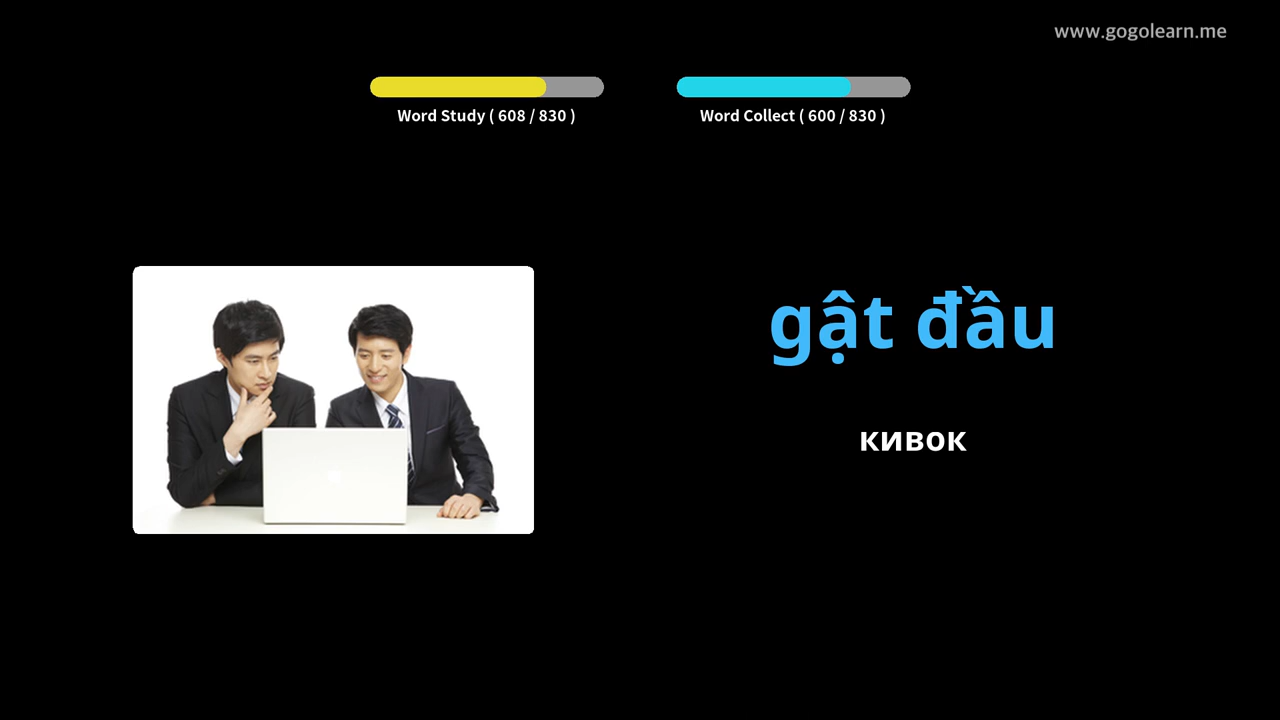 www.gogolearn.me
Word Study ( 608 / 830 )
Word Collect ( 600 / 830 )
gật đầu
кивок